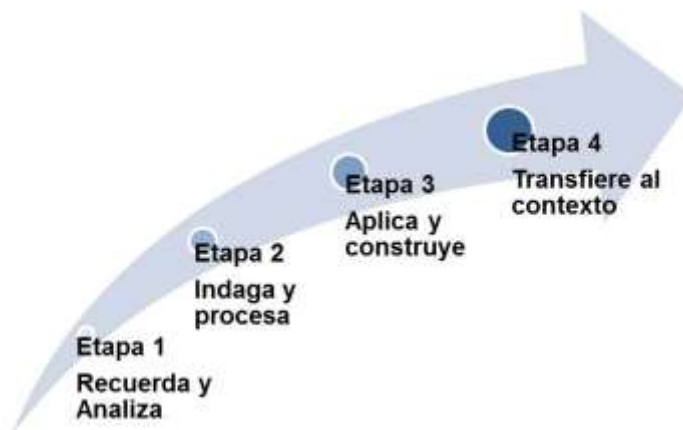 Etapa 1
Recuerda y
Analiza
Etapa 2
Indaga y
procesa
Etapa 3
Aplica y
construye
Etapa 4
Transfiere al
contexto